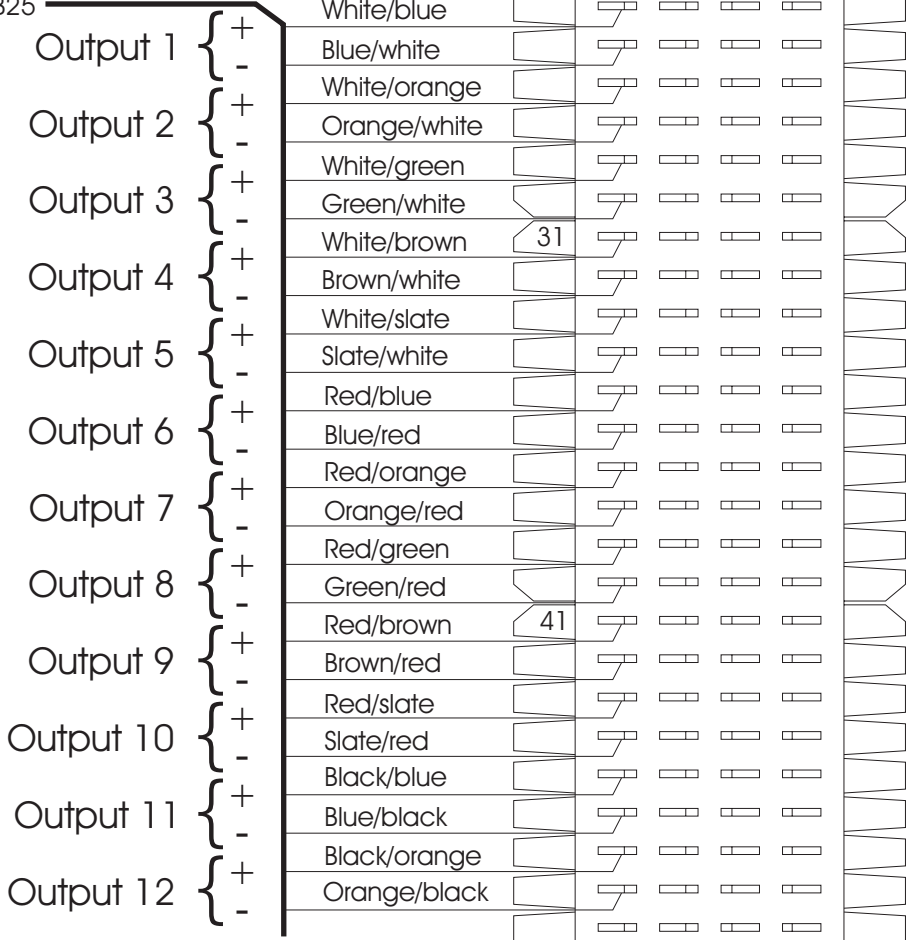 325
White/blue
Output 1 { + Blue/white
-
White/orange
Output 2 { + Orange/white
-
White/green
Output 3 { + Green/white
-
White/brown 31
Output 4 { + Brown/white
-
White/slate
Output 5 { + Slate/white
-
Red/blue
Output 6 { + Blue/red
-
Red/orange
Output 7 { + Orange/red
-
Red/green
Output 8 { + Green/red
-
Red/brown 41
Output 9 { + Brown/red
-
Red/slate
Output 10 { + Slate/red
-
Black/blue
Output 11 { + Blue/black
-
Black/orange
Output 12 { + Orange/black
-